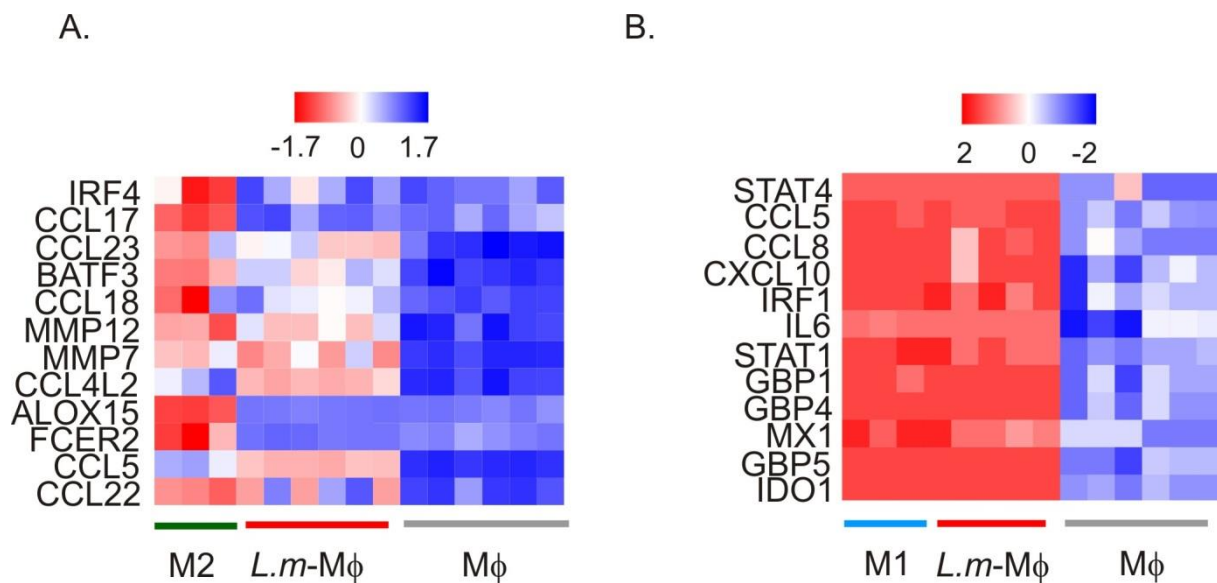 A.
-1.7 0 1.7
IRF4
CCL17
CCL23
BATF3
CCL18
MMP12
MMP7
CCL4L2
ALOX15
FCER2
CCL5
CCL22
M2 L.m-Mϕ Mϕ
B.
2 0 -2
STAT4
CCL5
CCL8
CXCL10
IRF1
IL6
STAT1
GBP1
GBP4
MX1
GBP5
IDO1
M1 L.m-Mϕ Mϕ